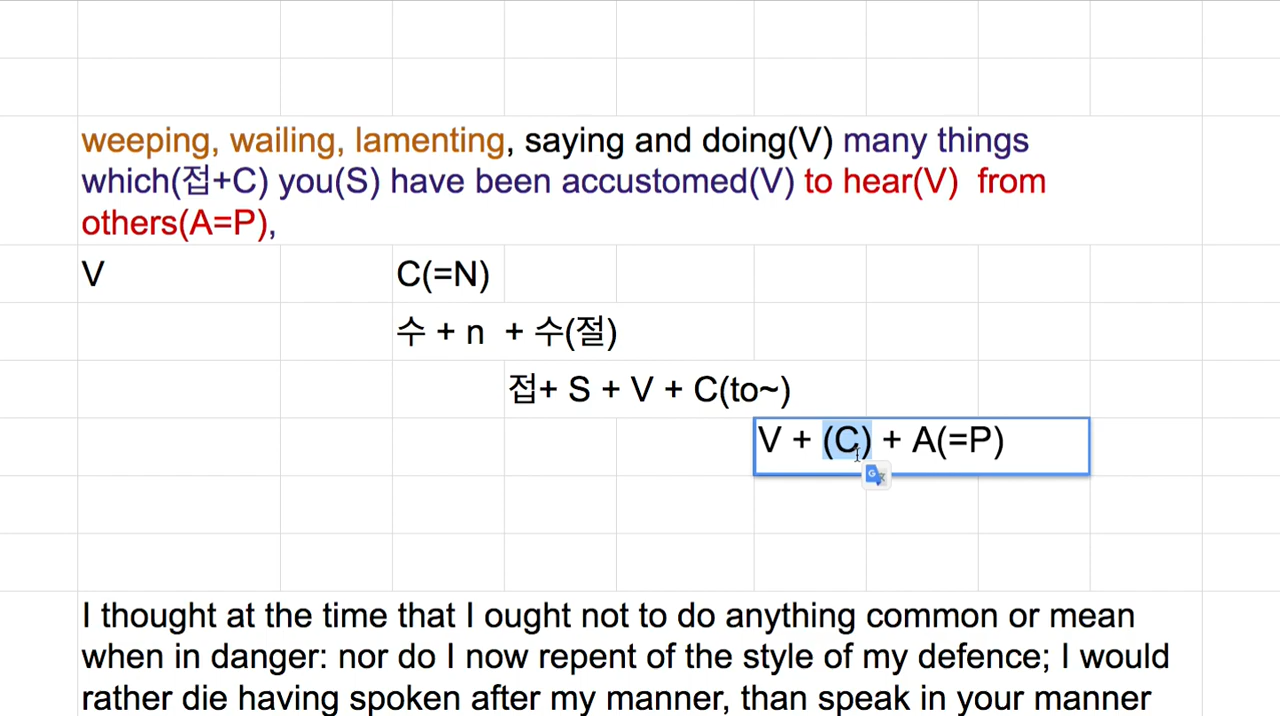 weeping, wailing, lamenting, saying and doing(V) many things
which(접+C) you(S) have been accustomed(V) to hear(V)  from
others(A=P),
V C(=N)
수 + n  + 수(절)
접+ S + V + C(to~)
V + (C) + A(=P)
I thought at the time that I ought not to do anything common or mean
when in danger: nor do I now repent of the style of my defence; I would
rather die having spoken after my manner, than speak in your manner